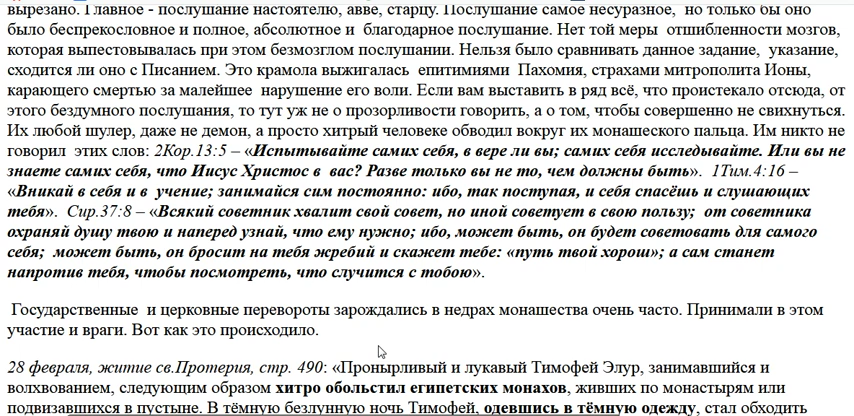 вырезано. Главное - послушание настоятелю, авве, старцу. Послушание самое несуразное,  но только бы оно
было беспрекословное и полное, абсолютное и  благодарное послушание. Нет той меры  отшибленности мозгов,
которая выпестовывалась при этом безмозглом послушании. Нельзя было сравнивать данное задание,  указание,
сходится ли оно с Писанием. Это крамола выжигалась  епитимиями  Пахомия, страхами митрополита Ионы,
карающего смертью за малейшее  нарушение его воли. Если вам выставить в ряд всё, что проистекало отсюда, от
этого бездумного послушания, то тут уж не о прозорливости говорить, а о том, чтобы совершенно не свихнуться.
Их любой шулер, даже не демон, а просто хитрый человеке обводил вокруг их монашеского пальца. Им никто не
говорил  этих слов: 2Кор.13:5 – «Испытывайте самих себя, в вере ли вы; самих себя исследывайте. Или вы не
знаете самих себя, что Иисус Христос в  вас? Разве только вы не то, чем должны быть».  1Тим.4:16 –
«Вникай в себя и в  учение; занимайся сим постоянно: ибо, так поступая, и себя спасёшь и слушающих
тебя».  Сир.37:8 – «Всякий советник хвалит свой совет, но иной советует в свою пользу;  от советника
охраняй душу твою и наперед узнай, что ему нужно; ибо, может быть, он будет советовать для самого
себя;  может быть, он бросит на тебя жребий и скажет тебе: «путь твой хорош»; а сам станет
напротив тебя, чтобы посмотреть, что случится с тобою».
Государственные  и церковные перевороты зарождались в недрах монашества очень часто. Принимали в этом
участие и враги. Вот как это происходило.
28 февраля, житие св.Протерия, стр. 490: «Пронырливый и лукавый Тимофей Элур, занимавшийся и
волхвованием, следующим образом хитро обольстил египетских монахов, живших по монастырям или
подвизавшихся в пустыне. В тёмную безлунную ночь Тимофей, одевшись в тёмную одежду, стал обходить